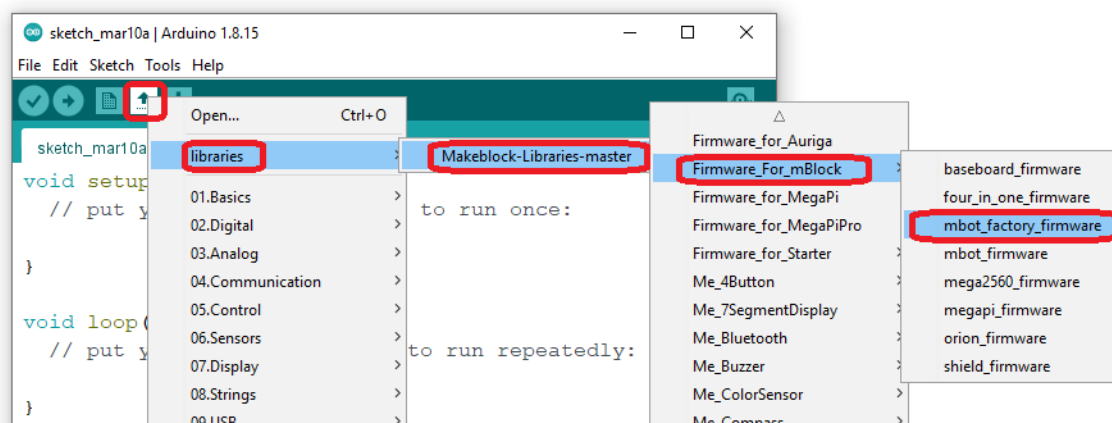 sketch_mar10a | Arduino 1.8.15
File Edit Sketch Tools Help
sketch_mar10a
void setup
// put y
to run once:
}
void loop(
// put y
to run repeatedly:
}
Open... Ctrl+O
libraries
01.Basics
02.Digital
03.Analog
04.Communication
05.Control
06.Sensors
07.Display
08.Strings
09.USB
Makeblock-Libraries-master
Firmware_for_Auriga
Firmware_For_mBlock
Firmware_for_MegaPi
Firmware_for_MegaPiPro
Firmware_for_Starter
Me_4Button
Me_7SegmentDisplay
Me_Bluetooth
Me_Buzzer
Me_ColorSensor
Me_Compass
baseboard_firmware
four_in_one_firmware
mbot_factory_firmware
mbot_firmware
mega2560_firmware
megapi_firmware
orion_firmware
shield_firmware